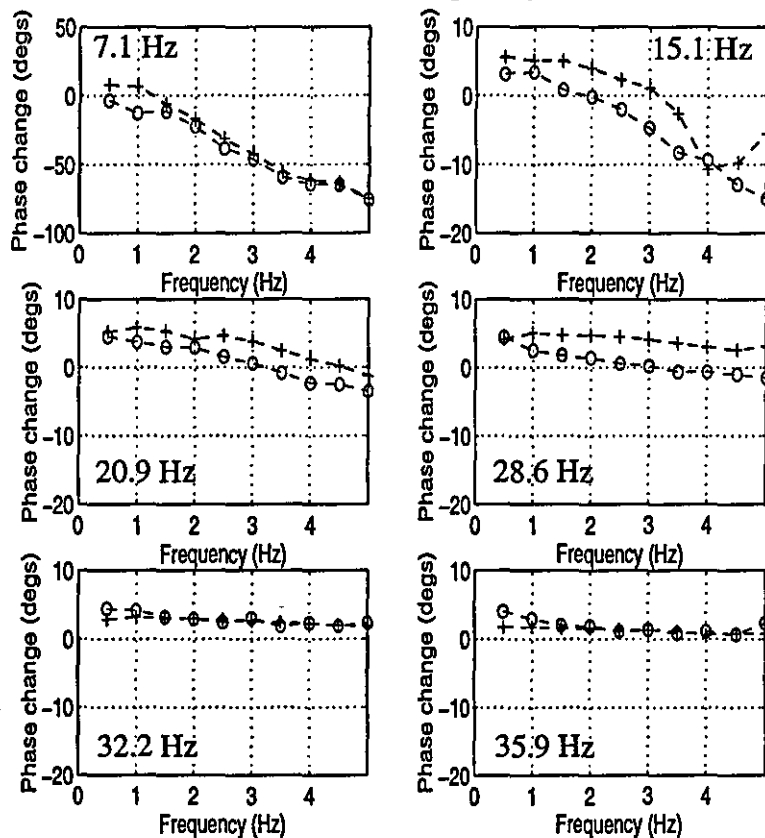 50
0
−50
−100
Phase change (degs)
7.1 Hz
0 1 2 3 4
Frequency (Hz)
10
0
−10
−20
Phase change (degs)
15.1 Hz
0 1 2 3 4
Frequency (Hz)
10
0
−10
−20
Phase change (degs)
20.9 Hz
0 1 2 3 4
Frequency (Hz)
10
0
−10
−20
Phase change (degs)
28.6 Hz
0 1 2 3 4
Frequency (Hz)
10
0
−10
−20
Phase change (degs)
32.2 Hz
0 1 2 3 4
Frequency (Hz)
10
0
−10
−20
Phase change (degs)
35.9 Hz
0 1 2 3 4
Frequency (Hz)